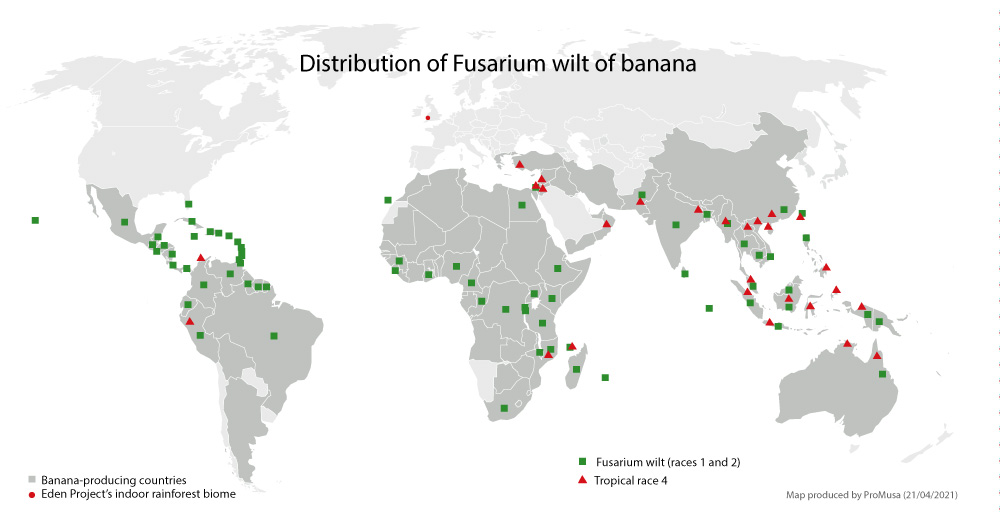 Distribution of Fusarium wilt of banana
Fusarium wilt (races 1 and 2)
Tropical race 4
Banana-producing countries
Eden Project's indoor rainforest biome
Map produced by ProMusa (21/04/2021)